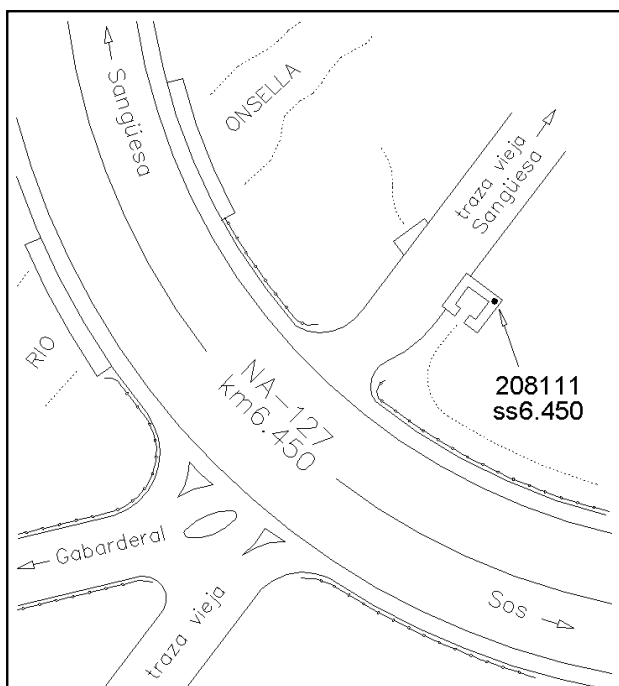 Sangüesa
ONSELLA
traza vieja
Sangüesa
RIO
NA-127
km6.450
208111
ss6.450
Gabarderal
traza vieja
Sos